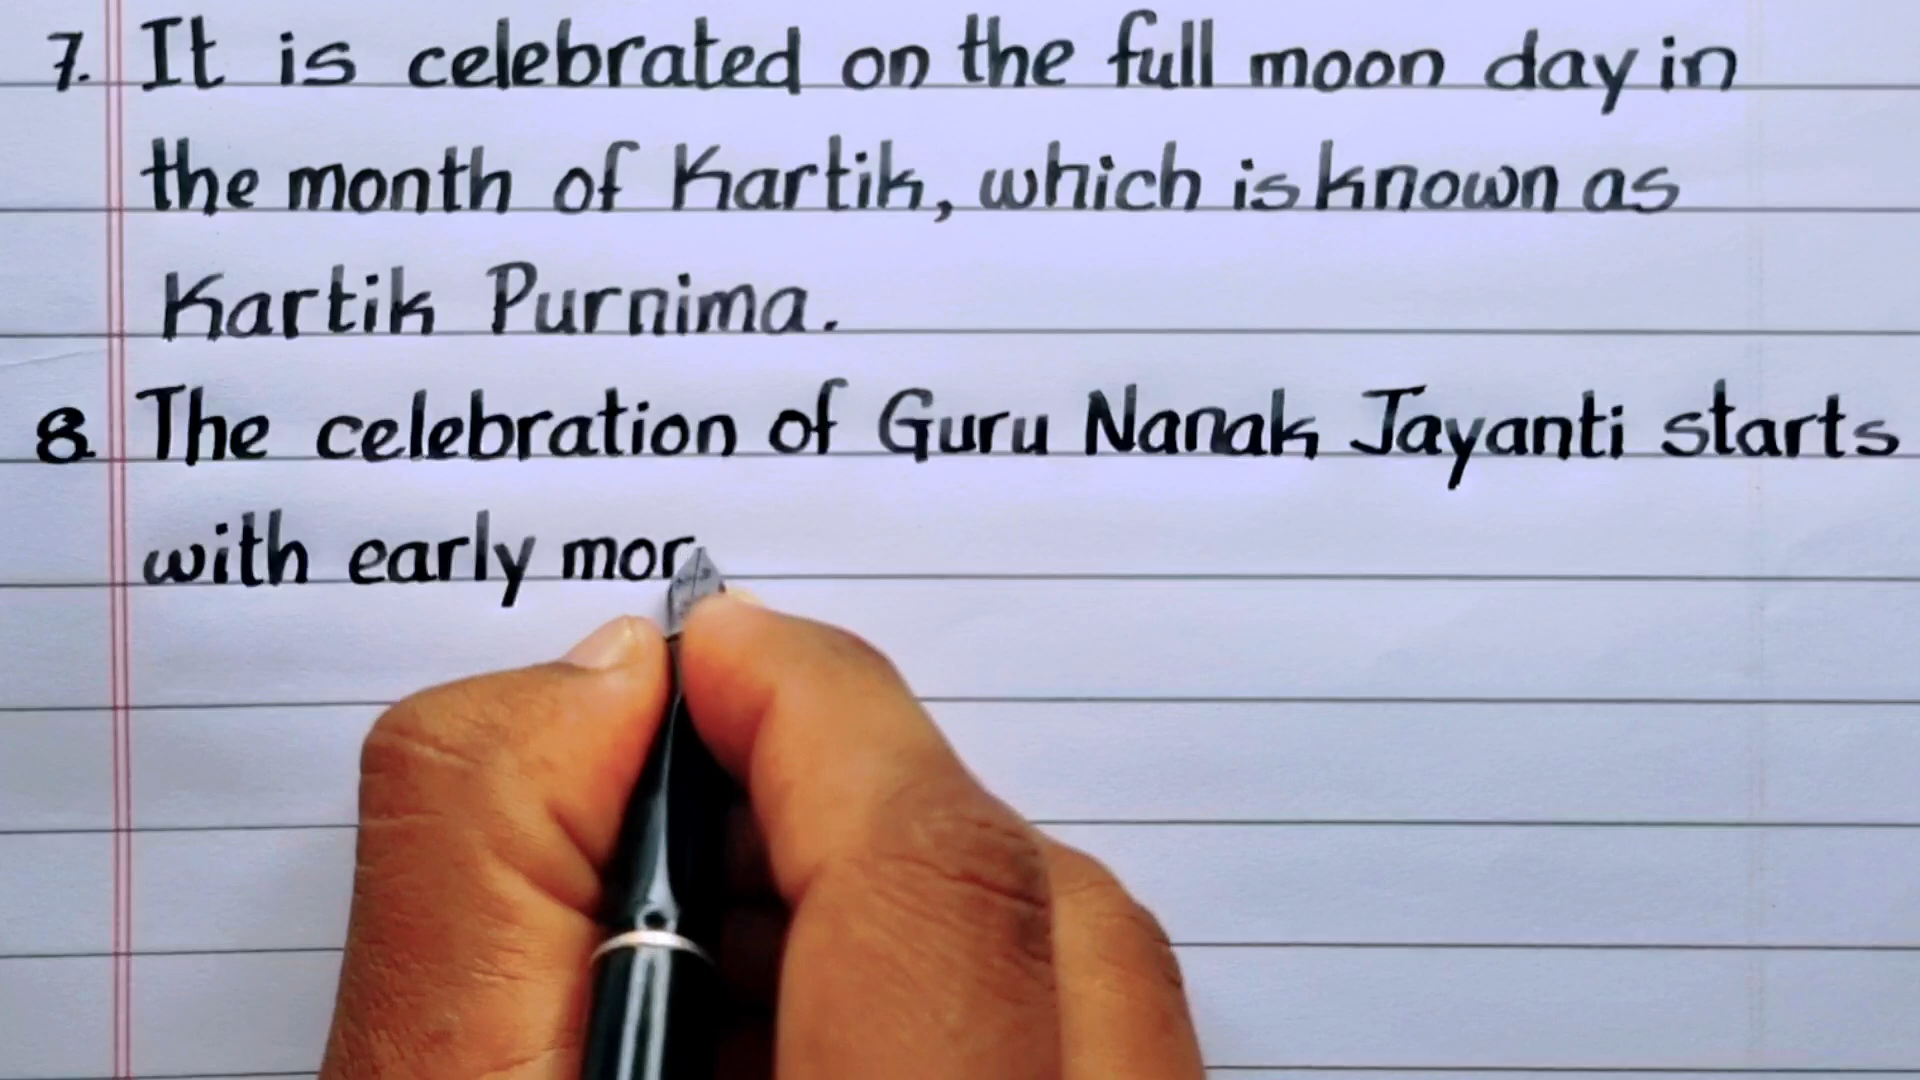 7. It is celebrated on the full moon day in
the month of Kartik, which is known as
Kartik Purnima.
8. The celebration of Guru Nanak Jayanti starts
with early mor